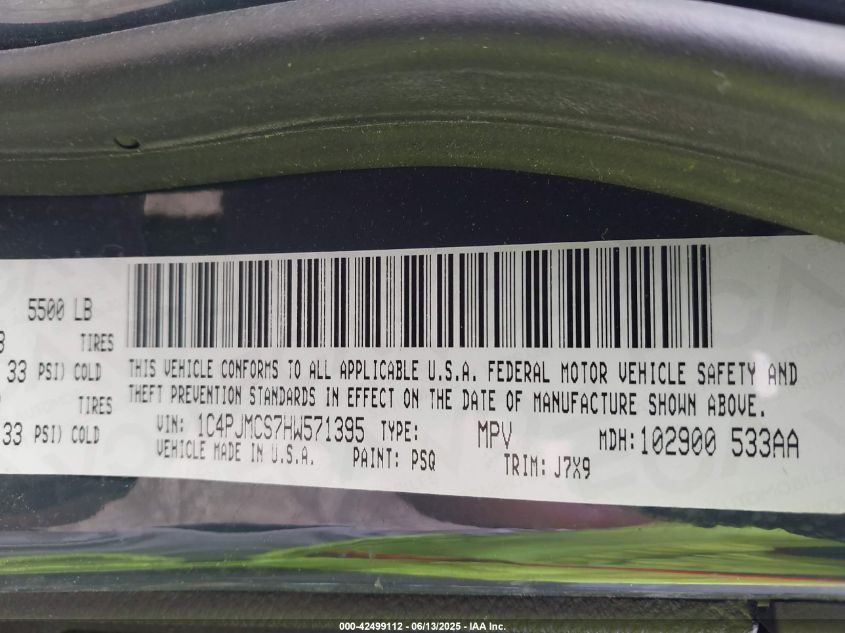 5500 LB
TIRES
33 PSI) COLD
TIRES
33 PSI) COLD
THIS VEHICLE CONFORMS TO ALL APPLICABLE U.S.A. FEDERAL MOTOR VEHICLE SAFETY AND
THEFT PREVENTION STANDARDS IN EFFECT ON THE DATE OF MANUFACTURE SHOWN ABOVE.
VIN: 1C4PJMCS7HW571395 TYPE: MPV MDH: 102900 533AA
VEHICLE MADE IN U.S.A. PAINT: PSQ TRIM: J7X9
000-42499112 - 06/13/2025 - IAA Inc.